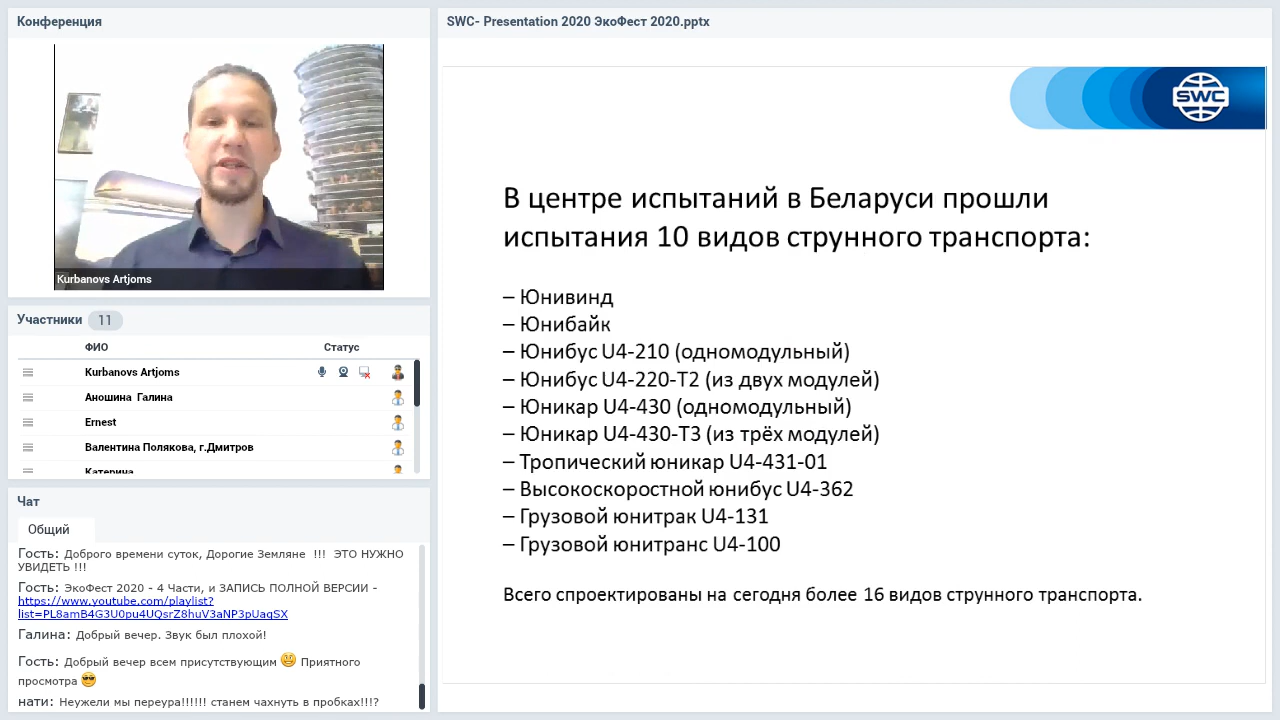 Конференция
Kurbanovs Artjoms
Участники 11
ФИО Статус
Kurbanovs Artjoms
Аношина Галина
Ernest
Валентина Полякова, г.Дмитров
Катерина
Чат
Общий
Гость: Доброго времени суток, Дорогие Земляне !!! ЭТО НУЖНО
УВИДЕТЬ !!!
Гость: ЭкоФест 2020 - 4 Части, и ЗАПИСЬ ПОЛНОЙ ВЕРСИИ -
https://www.youtube.com/playlist?
list=PL8amB4G3U0pu4UQsrZ8huV3aNP3pUaqSX
Галина: Добрый вечер. Звук был плохой!
Гость: Добрый вечер всем присутствующим 😀 Приятного
просмотра 😎
нати: Неужели мы переура!!!!!! станем чахнуть в пробках!!!?
SWC- Presentation 2020 ЭкоФест 2020.pptx
SWC
В центре испытаний в Беларуси прошли
испытания 10 видов струнного транспорта:
– Юнивинд
– Юнибайк
– Юнибус U4-210 (одномодульный)
– Юнибус U4-220-Т2 (из двух модулей)
– Юникар U4-430 (одномодульный)
– Юникар U4-430-Т3 (из трёх модулей)
– Тропический юникар U4-431-01
– Высокоскоростной юнибус U4-362
– Грузовой юнитрак U4-131
– Грузовой юнитранс U4-100
Всего спроектированы на сегодня более 16 видов струнного транспорта.